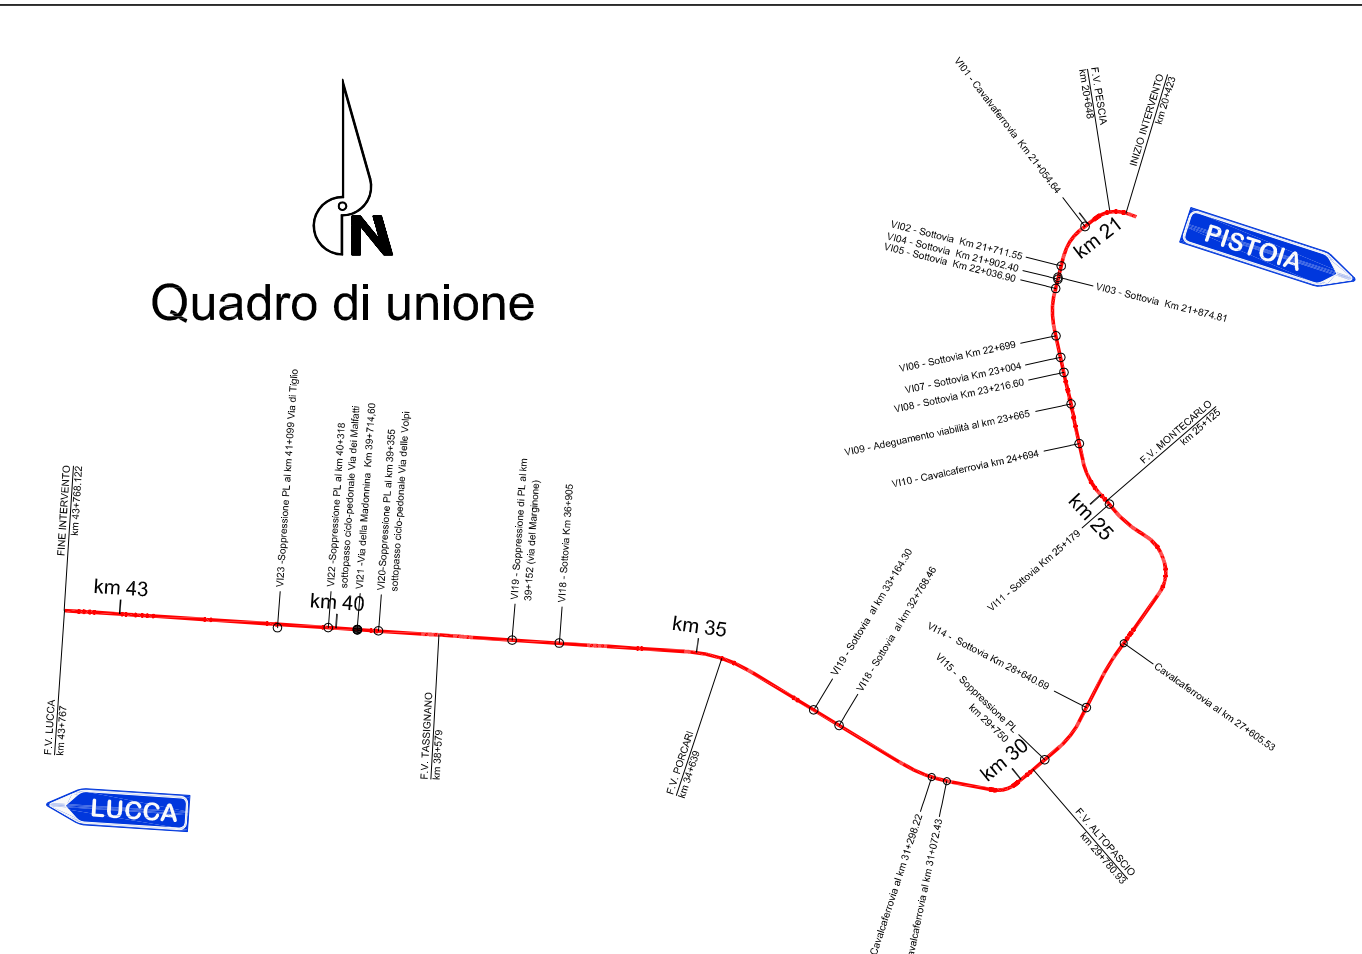 N
Quadro di unione
VI01 - Cavalvaferrovia Km 21+054.64
F.V. PESCIA
km 20+648
INIZIO INTERVENTO
km 20+423
PISTOIA
km 21
VI02 - Sottovia Km 21+711.55
VI04 - Sottovia Km 21+902.40
VI05 - Sottovia Km 22+036.90
VI03 - Sottovia Km 21+874.81
VI06 - Sottovia Km 22+699
VI07 - Sottovia Km 23+004
VI08 - Sottovia Km 23+216.60
VI09 - Adeguamento viabilità al km 23+665
VI10 - Cavalcaferrovia km 24+694
F.V. MONTECARLO
km 25+125
km 25
VI11 - Sottovia Km 25+179
FINE INTERVENTO
km 43+768.122
km 43
VI23 -Soppressione PL al km 41+099 Via di Tiglio
VI22 -Soppressione PL al km 40+318
sottopasso ciclo-pedonale Via dei Malfatti
km 40
VI21 -Via della Madonnina Km 39+714,60
VI20-Soppressione PL al km 39+355
sottopasso ciclo-pedonale Via delle Volpi
VI19 - Soppressione di PL al km
39+152 (via del Marginone)
VI18 - Sottovia Km 36+905
km 35
VI19 - Sottovia al km 33+164.30
VI18 - Sottovia al km 32+768.46
VI14 - Sottovia Km 28+640.69
VI15 - Soppressione PL
km 29+750
km 30
Cavalcaferrovia al km 27+605.53
F.V. LUCCA
km 43+767
F.V. TASSIGNANO
km 38+579
F.V. PORCARI
km 34+639
F.V. ALTOPASCIO
km 29+780.93
LUCCA
Cavalcaferrovia al km 31+298.22
avalcaferrovia al km 31+072.43